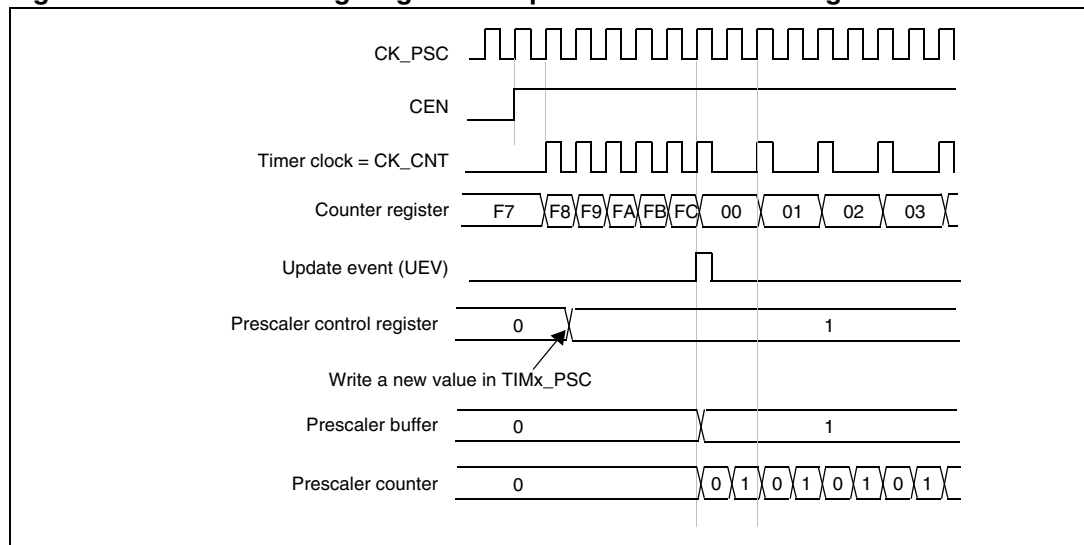 CK_PSC
CEN
Timer clock = CK_CNT
Counter register F7 F8 F9 FA FB FC 00 01 02 03
Update event (UEV)
Prescaler control register 0 1
Write a new value in TIMx_PSC
Prescaler buffer 0 1
Prescaler counter 0 0 1 0 1 0 1 0 1